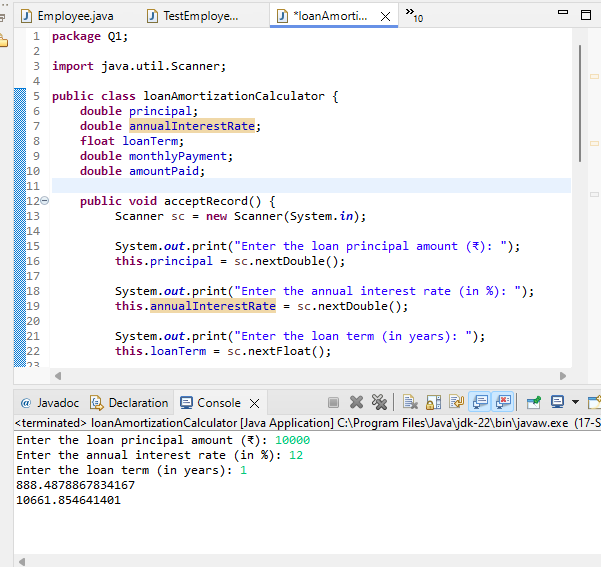 Employee.java TestEmploye... *loanAmorti... »10
1 package Q1;
2
3 import java.util.Scanner;
4
5 public class loanAmortizationCalculator {
6 double principal;
7 double annualInterestRate;
8 float loanTerm;
9 double monthlyPayment;
10 double amountPaid;
11
12 public void acceptRecord() {
13 Scanner sc = new Scanner(System.in);
14
15 System.out.print("Enter the loan principal amount (₹): ");
16 this.principal = sc.nextDouble();
17
18 System.out.print("Enter the annual interest rate (in %): ");
19 this.annualInterestRate = sc.nextDouble();
20
21 System.out.print("Enter the loan term (in years): ");
22 this.loanTerm = sc.nextFloat();
23
@ Javadoc Declaration Console
<terminated> loanAmortizationCalculator [Java Application] C:\Program Files\Java\jdk-22\bin\javaw.exe (17-S
Enter the loan principal amount (₹): 10000
Enter the annual interest rate (in %): 12
Enter the loan term (in years): 1
888.4878867834167
10661.854641401